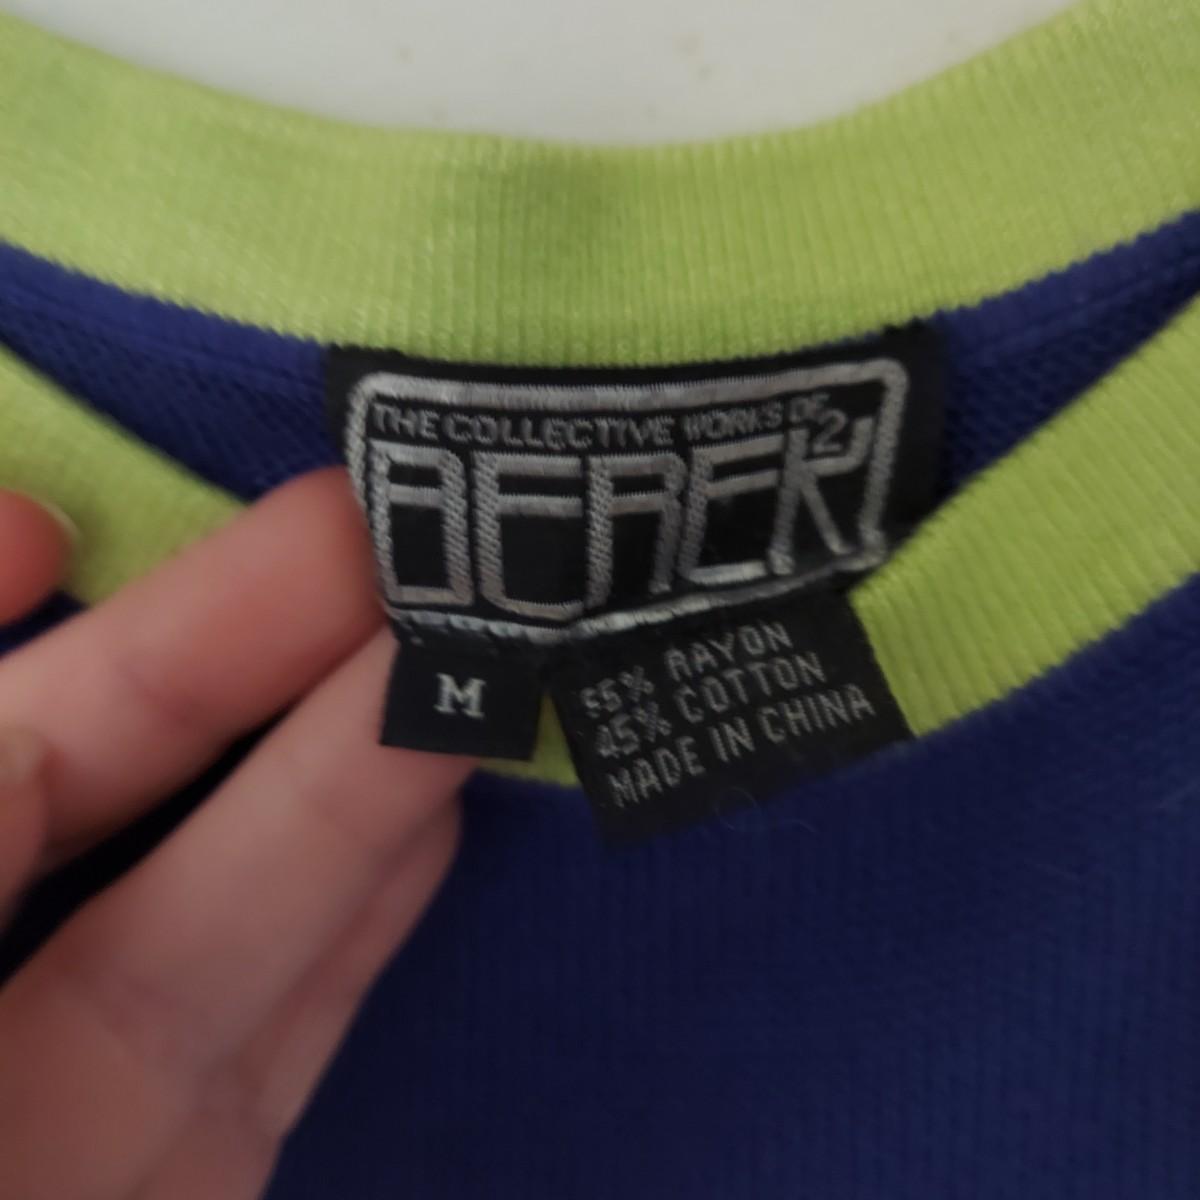 THE COLLECTIVE WORKS OF
BEREK 2
M
55% RAYON
45% COTTON
MADE IN CHINA